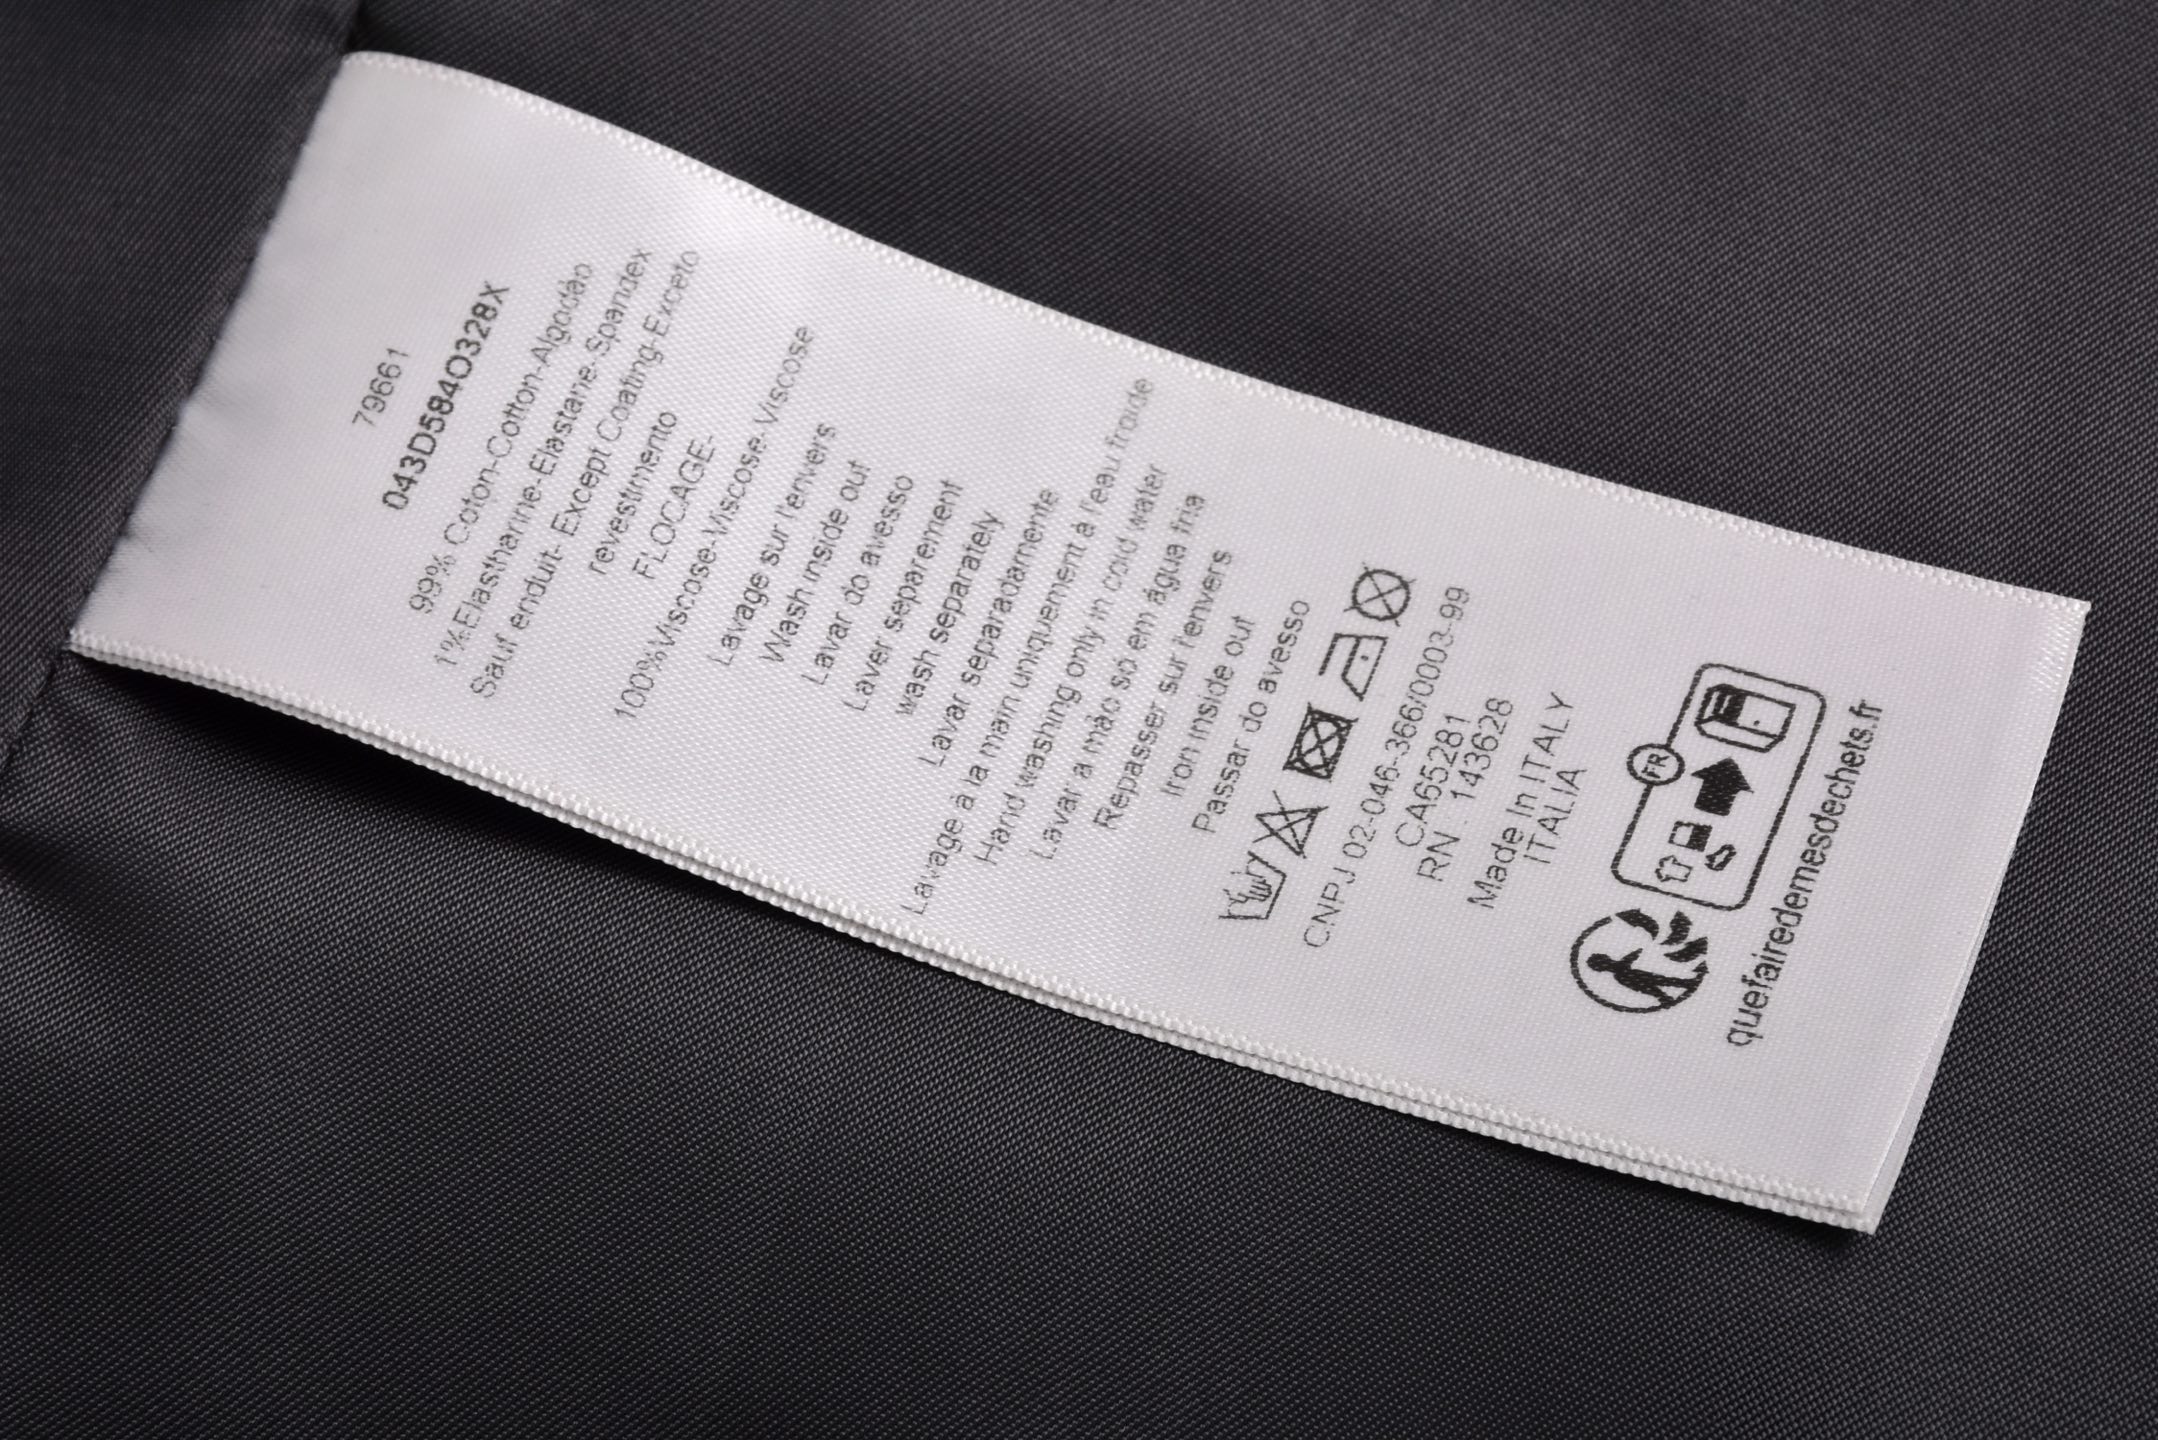 79661
043D584O328X
99% Coton-Cotton-Algodão
1%Elasthanne-Elastane-Spandex
Sauf enduit- Except Coating-Exceto
revestimento
FLOCAGE-
100%Viscose-Viscose-Viscose
Lavage sur l'envers
Wash inside out
Lavar do avesso
Laver separement
wash separately
Lavar separadamente
Lavage à la main uniquement à l'eau froide
Hand washing only in cold water
Lavar a mão so em água fria
Repasser sur l'envers
Iron inside out
Passar do avesso
CNPJ 02-046-366/0003-99
CA65281
RN : 143628
Made In ITALY
ITALIA
FR
quefairedemesdechets.fr